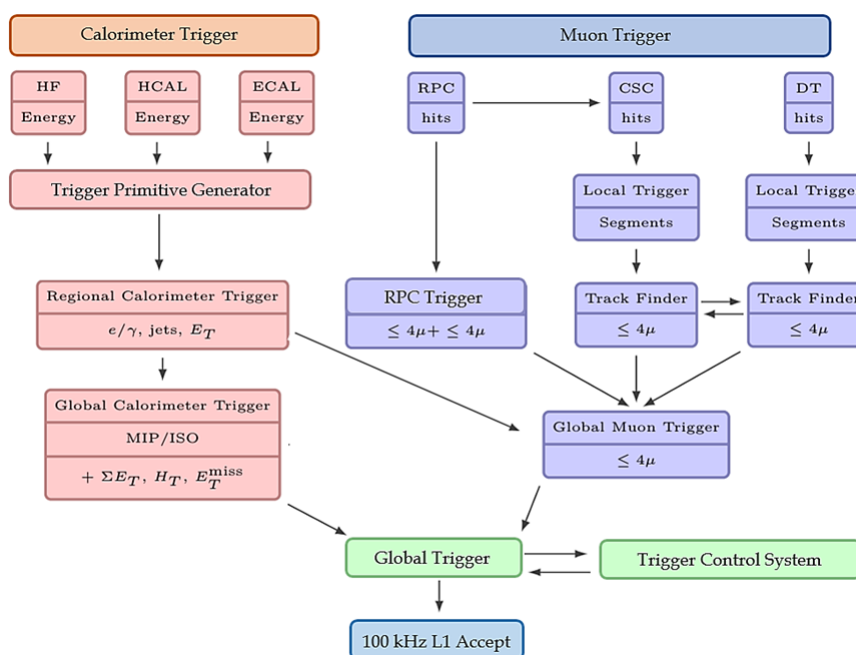 Calorimeter Trigger
Muon Trigger
HF
Energy
HCAL
Energy
ECAL
Energy
RPC
hits
CSC
hits
DT
hits
Trigger Primitive Generator
Local Trigger
Segments
Local Trigger
Segments
Regional Calorimeter Trigger
e/γ, jets, E_T
RPC Trigger
≤ 4μ+ ≤ 4μ
Track Finder
≤ 4μ
Track Finder
≤ 4μ
Global Calorimeter Trigger
MIP/ISO
+ ΣE_T, H_T, E_T^miss
Global Muon Trigger
≤ 4μ
Global Trigger
Trigger Control System
100 kHz L1 Accept